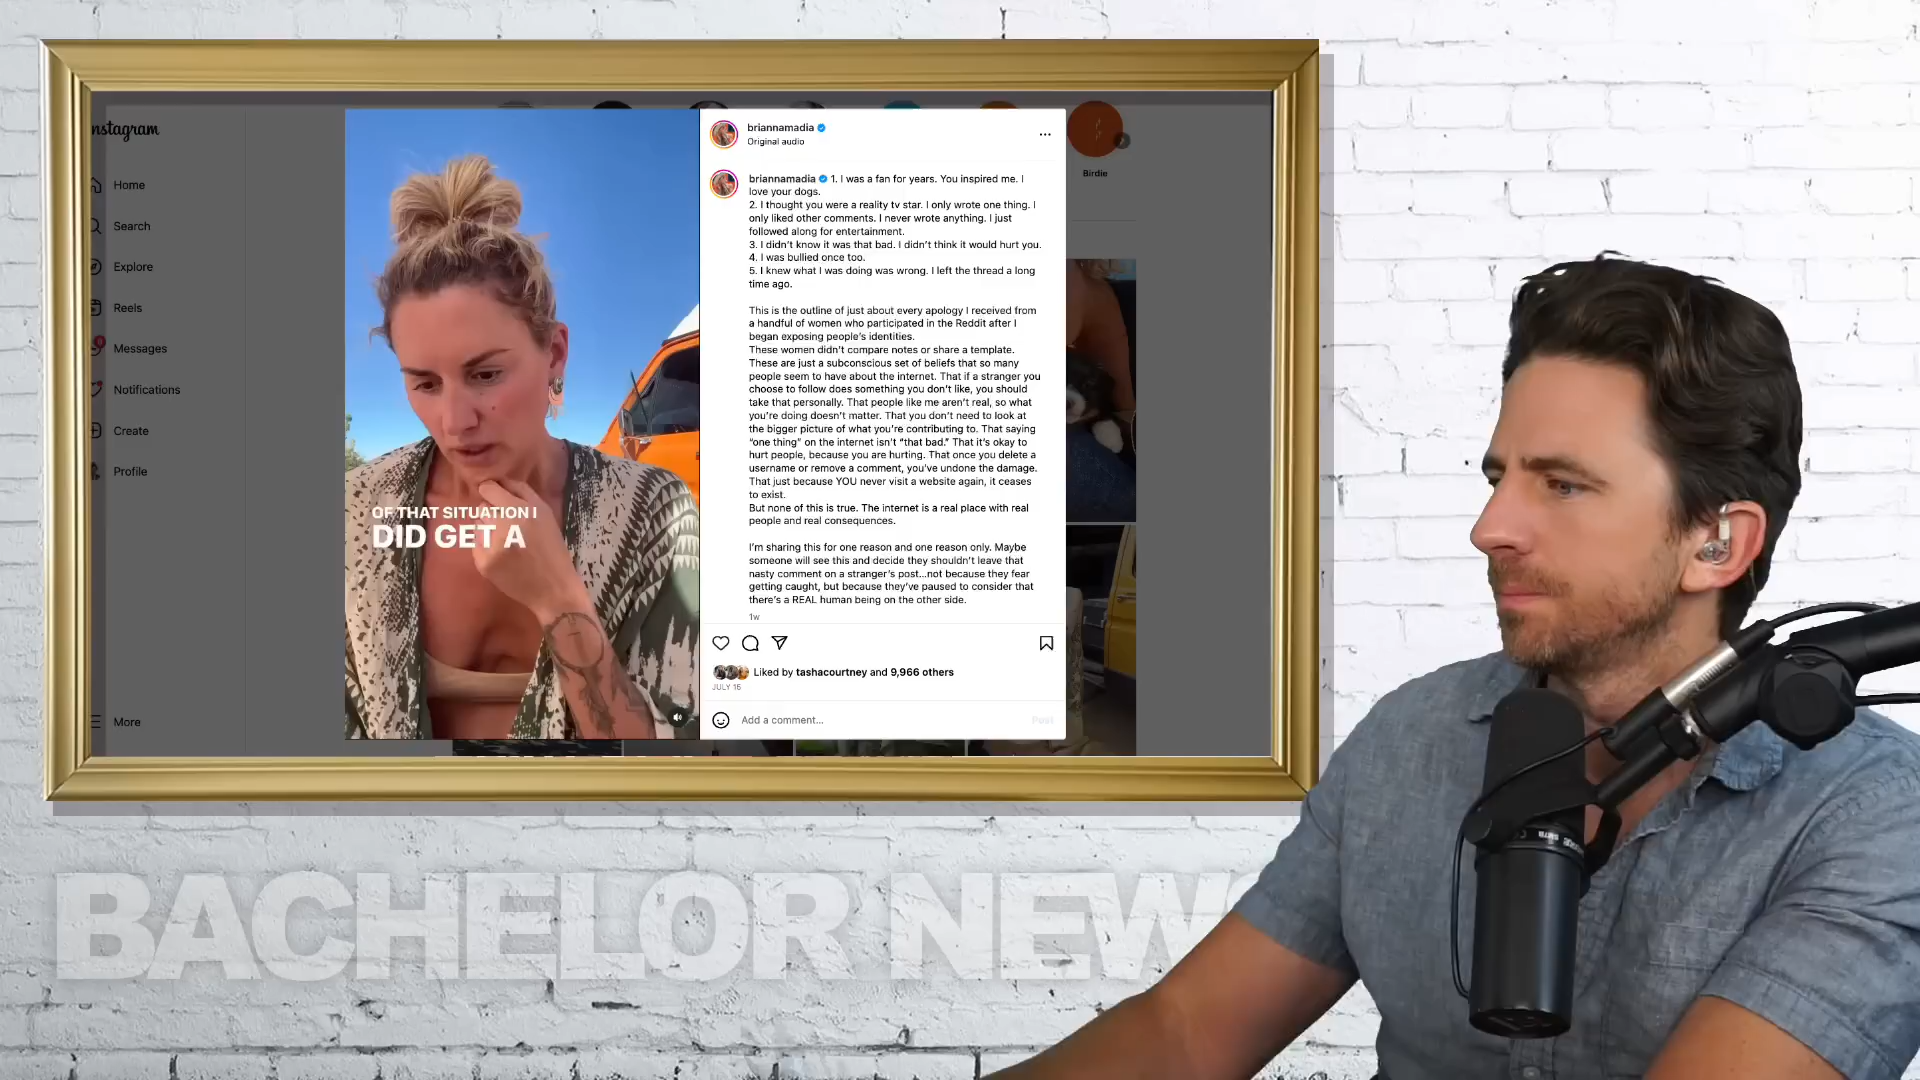 Instagram
Home
Search
Explore
Reels
Messages
Notifications
Create
Profile
More
OF THAT SITUATION I
DID GET A
briannamadia
Original audio
briannamadia 1. I was a fan for years. You inspired me. I
love your dogs.
2. I thought you were a reality tv star. I only wrote one thing. I
only liked other comments. I never wrote anything. I just
followed along for entertainment.
3. I didn't know it was that bad. I didn't think it would hurt you.
4. I was bullied once too.
5. I knew what I was doing was wrong. I left the thread a long
time ago.
This is the outline of just about every apology I received from
a handful of women who participated in the Reddit after I
began exposing people's identities.
These women didn't compare notes or share a template.
These are just a subconscious set of beliefs that so many
people seem to have about the internet. That if a stranger you
choose to follow does something you don't like, you should
take that personally. That people like me aren't real, so what
you're doing doesn't matter. That you don't need to look at
the bigger picture of what you're contributing to. That saying
"one thing" on the internet isn't "that bad." That it's okay to
hurt people, because you are hurting. That once you delete a
username or remove a comment, you've undone the damage.
That just because YOU never visit a website again, it ceases
to exist.
But none of this is true. The internet is a real place with real
people and real consequences.
I'm sharing this for one reason and one reason only. Maybe
someone will see this and decide they shouldn't leave that
nasty comment on a stranger's post...not because they fear
getting caught, but because they've paused to consider that
there's a REAL human being on the other side.
1w
Liked by tashacourtney and 9,966 others
JULY 15
Add a comment...
Post
Birdie
BACHELOR NEWS